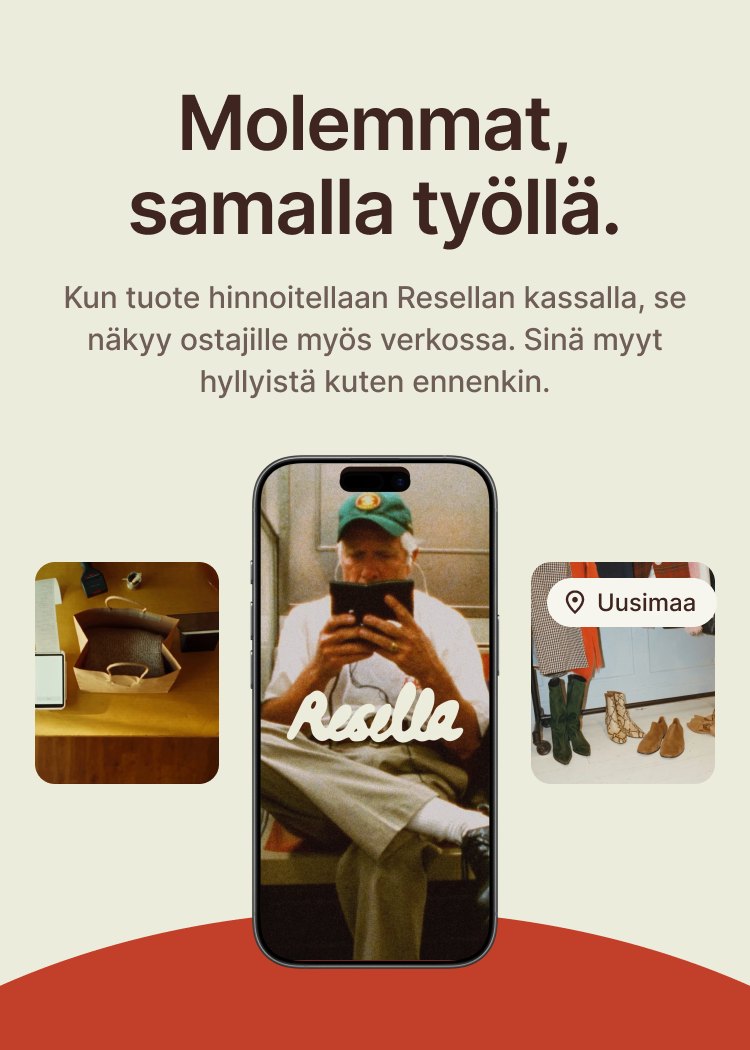 Molemmat,
samalla työllä.
Kun tuote hinnoitellaan Resellan kassalla, se
näkyy ostajille myös verkossa. Sinä myyt
hyllyistä kuten ennenkin.
Uusimaa
Resella